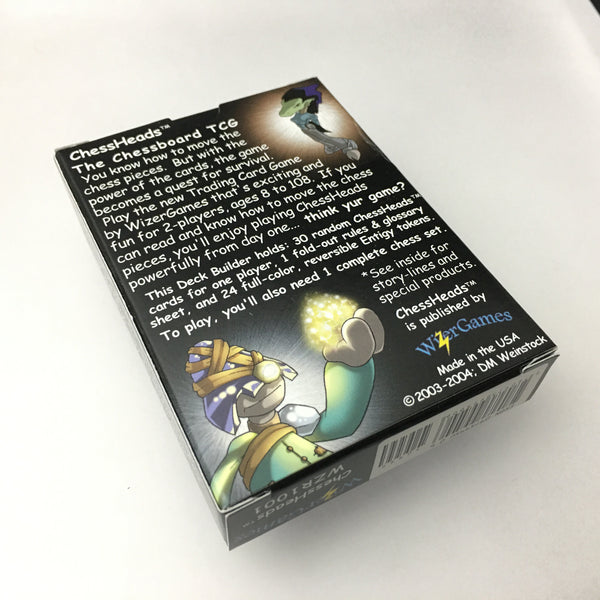 ChessHeads™
The Chessboard TCG
You know how to move the
chess pieces. But with the
power of the cards, the game
becomes a quest for survival.
Play the new Trading Card Game
by WizerGames that's exciting and
fun for 2-players, ages 8 to 108. If you
can read and know how to move the chess
pieces, you'll enjoy playing ChessHeads
powerfully from day one... think yur game?
This Deck Builder holds: 30 random ChessHeads™
cards for one player, 1 fold-out rules & glossary
sheet, and 24 full-color, reversible Entigy tokens.
To play, you'll also need 1 complete chess set.
*See inside for
story-lines and
special products.
ChessHeads™
is published by
WizerGames
Made in the USA
© 2003-2004; DM Weinstock
WizerGames
ChessHeads™
WZR1001